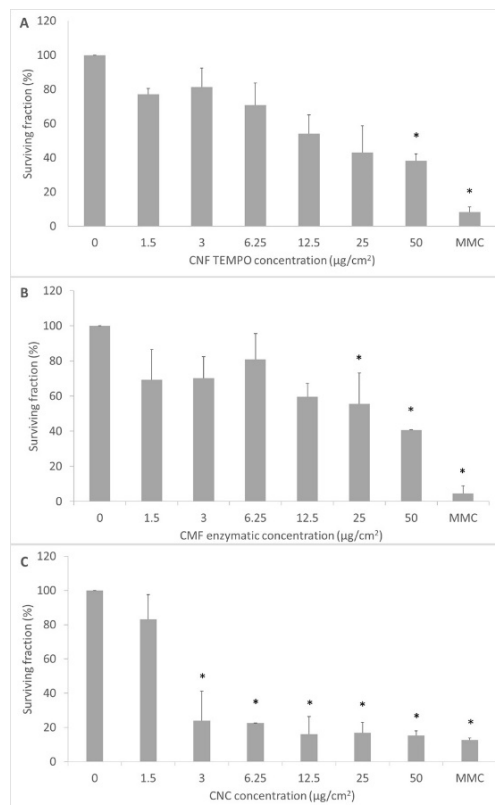 A
120
100
80
60
40
20
0
Surviving fraction (%)
*
*
0 1.5 3 6.25 12.5 25 50 MMC
CNF TEMPO concentration (µg/cm²)
B
120
100
80
60
40
20
0
Surviving fraction (%)
*
*
*
0 1.5 3 6.25 12.5 25 50 MMC
CMF enzymatic concentration (µg/cm²)
C
120
100
80
60
40
20
0
Surviving fraction (%)
* * * * * *
0 1.5 3 6.25 12.5 25 50 MMC
CNC concentration (µg/cm²)